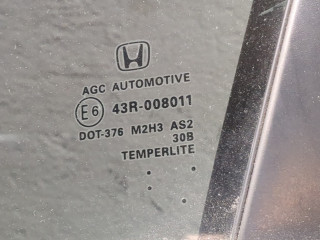 AGC AUTOMOTIVE
E6 43R-008011
DOT-376 M2H3 AS2
30B
TEMPERLITE